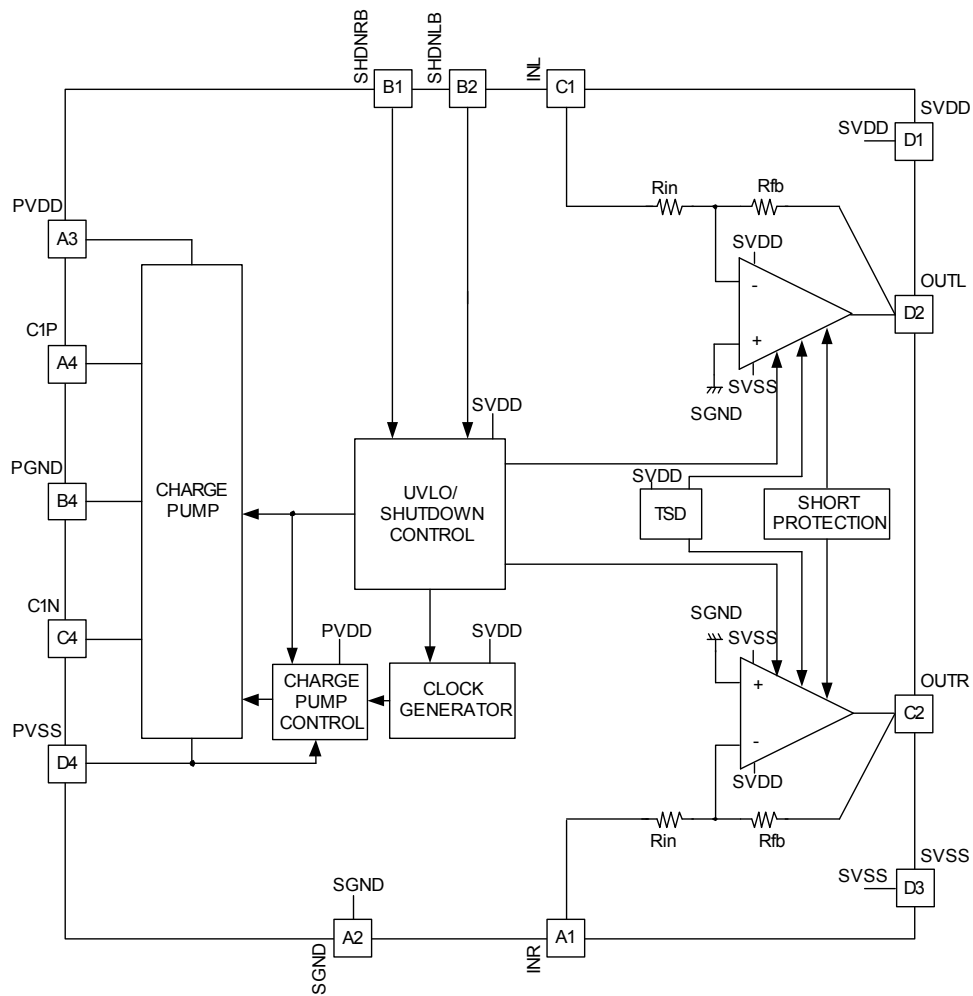 SHDNRB
SHDNLB
INL
B1
B2
C1
SVDD
SVDD
D1
PVDD
A3
Rin
Rfb
SVDD
-
OUTL
D2
C1P
A4
+
SVSS
SGND
SVDD
PGND
B4
CHARGE
PUMP
UVLO/
SHUTDOWN
CONTROL
SVDD
TSD
SHORT
PROTECTION
C1N
C4
PVDD
SVDD
SGND
SVSS
CHARGE
PUMP
CONTROL
CLOCK
GENERATOR
+
-
SVDD
OUTR
C2
PVSS
D4
Rin
Rfb
SVSS
SVSS
D3
SGND
A2
SGND
A1
INR